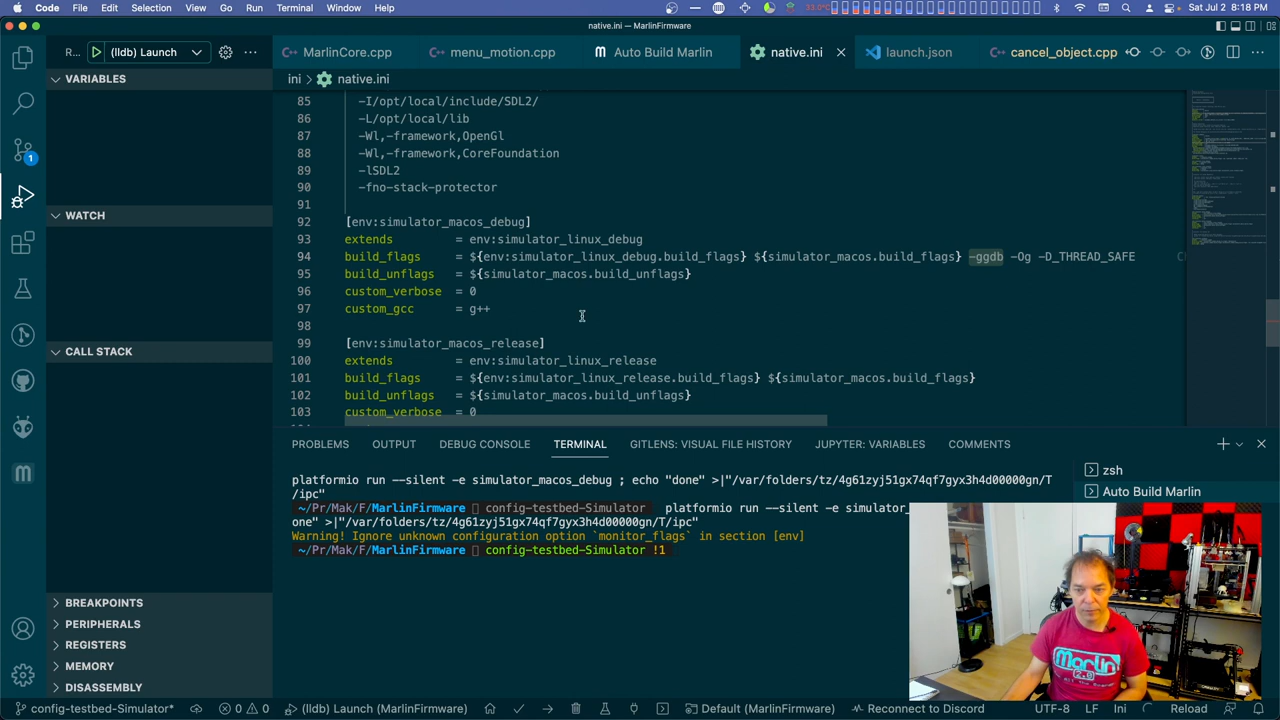 Code File Edit Selection View Go Run Terminal Window Help 33.0°C Sat Jul 2 8:18:18 PM
native.ini — MarlinFirmware
R... (lldb) Launch
MarlinCore.cpp menu_motion.cpp Auto Build Marlin native.ini launch.json cancel_object.cpp
VARIABLES
ini > native.ini
85 -I/opt/local/include/SDL2/
86 -L/opt/local/lib
87 -Wl,-framework,OpenGl
88 -Wl,-framework,CoreFoundation
89 -lSDL2
90 -fno-stack-protector
91
92 [env:simulator_macos_debug]
93 extends = env:simulator_linux_debug
94 build_flags = ${env:simulator_linux_debug.build_flags} ${simulator_macos.build_flags} -ggdb -Og -D_THREAD_SAFE
95 build_unflags = ${simulator_macos.build_unflags}
96 custom_verbose = 0
97 custom_gcc = g++
98
99 [env:simulator_macos_release]
100 extends = env:simulator_linux_release
101 build_flags = ${env:simulator_linux_release.build_flags} ${simulator_macos.build_flags}
102 build_unflags = ${simulator_macos.build_unflags}
103 custom_verbose = 0
WATCH
CALL STACK
BREAKPOINTS
PERIPHERALS
REGISTERS
MEMORY
DISASSEMBLY
1
PROBLEMS OUTPUT DEBUG CONSOLE TERMINAL GITLENS: VISUAL FILE HISTORY JUPYTER: VARIABLES COMMENTS
zsh
Auto Build Marlin
platformio run --silent -e simulator_macos_debug ; echo "done" >|"/var/folders/tz/4g61zyj51gx74qf7gyx3h4d00000gn/T
/ipc"
~/Pr/Mak/F/MarlinFirmware config-testbed-Simulator platformio run --silent -e simulator_
one" >|"/var/folders/tz/4g61zyj51gx74qf7gyx3h4d00000gn/T/ipc"
Warning! Ignore unknown configuration option `monitor_flags` in section [env]
~/Pr/Mak/F/MarlinFirmware config-testbed-Simulator !1
Marlin
2.0
config-testbed-Simulator* 0 0 (lldb) Launch (MarlinFirmware) Default (MarlinFirmware) Reconnect to Discord UTF-8 LF Ini Reload